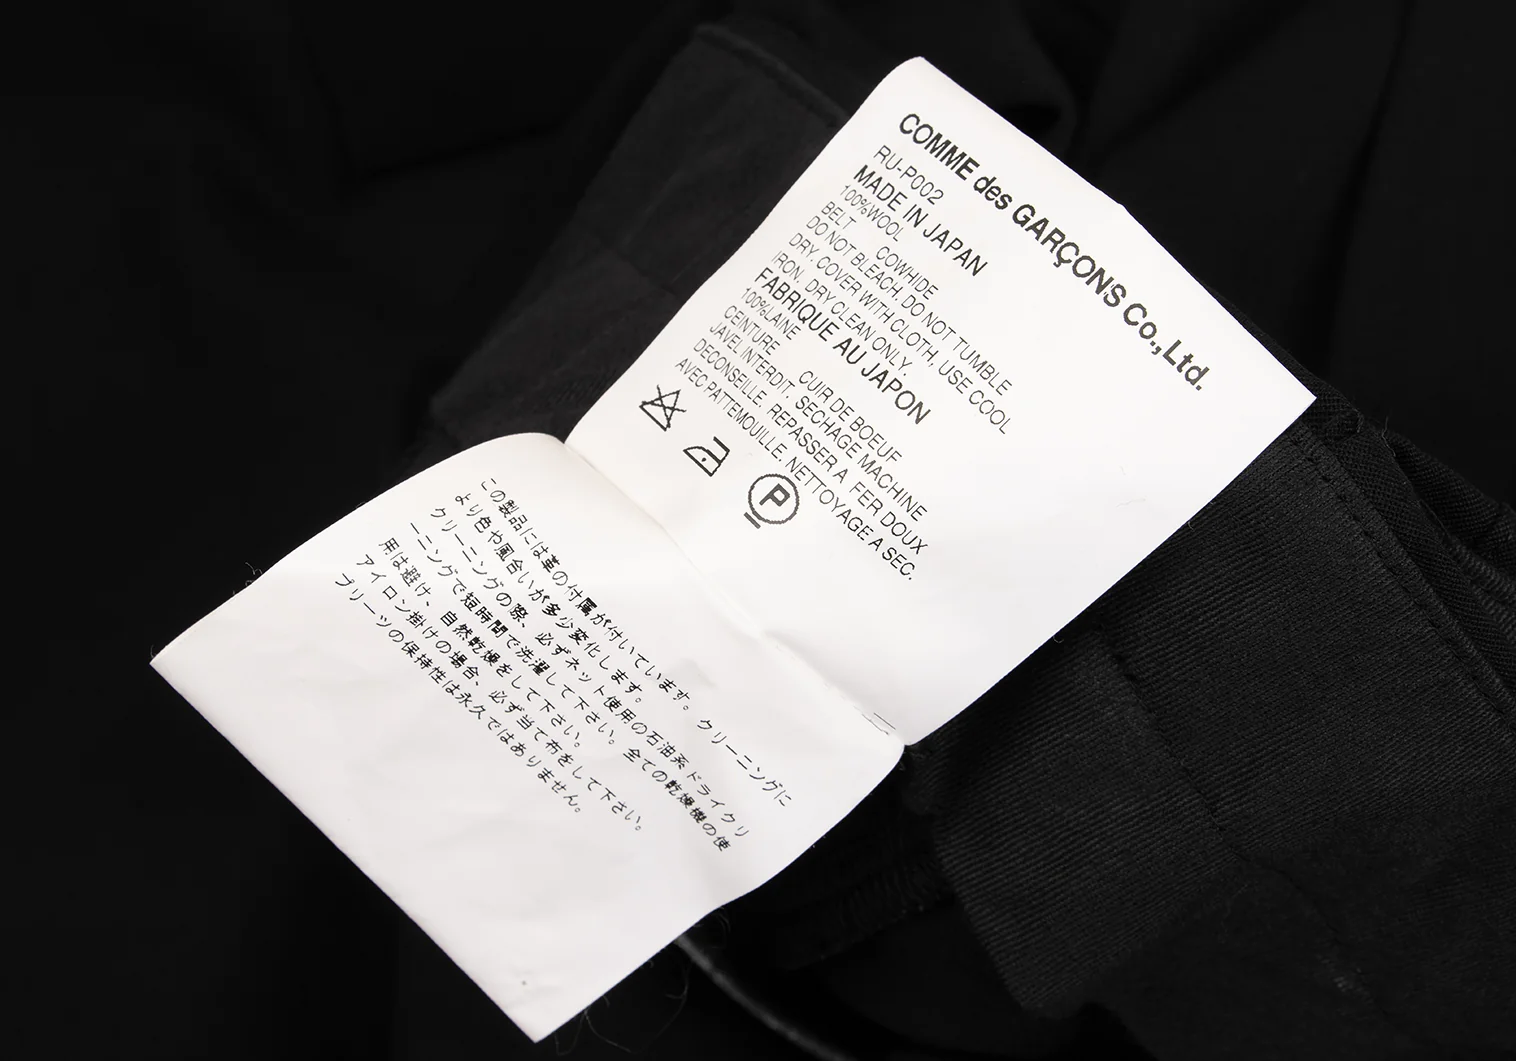 COMME des GARÇONS Co., Ltd.
RU-P002
MADE IN JAPAN
100%WOOL
BELT COWHIDE
DO NOT BLEACH, DO NOT TUMBLE
DRY, COVER WITH CLOTH, USE COOL
IRON, DRY CLEAN ONLY.
FABRIQUE AU JAPON
100%LAINE
CEINTURE CUIR DE BOEUF
JAVEL INTERDIT, SECHAGE MACHINE
DECONSEILLE, REPASSER A FER DOUX
AVEC PATTEMOUILLE, NETTOYAGE A SEC.
P
この製品には革の付属が付いています。クリーニングに
より色や風合いが多少変化します。
クリーニングの際、必ずネット使用の石油系ドライクリ
ーニングで短時間で洗濯して下さい。全ての乾燥機の使
用は避け、自然乾燥をして下さい。
アイロン掛けの場合、必ず当て布をして下さい。
プリーツの保持性は永久ではありません。